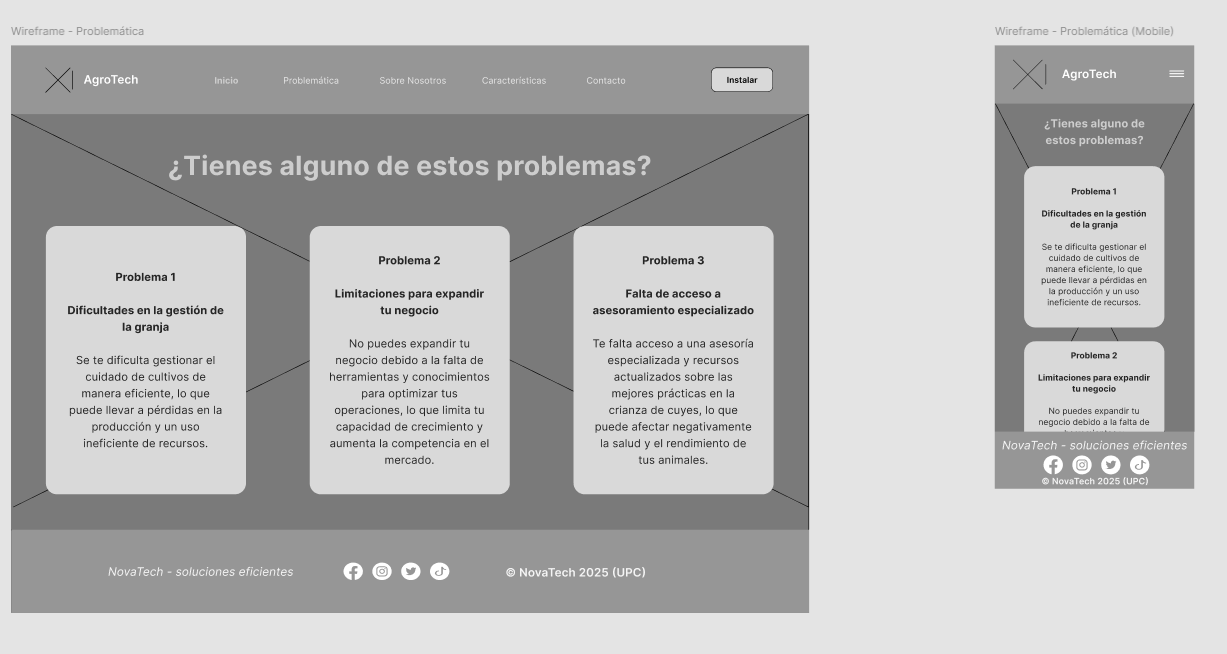 Wireframe - Problemática
AgroTech
Inicio
Problemática
Sobre Nosotros
Características
Contacto
Instalar
¿Tienes alguno de estos problemas?
Problema 1
Dificultades en la gestión de
la granja
Se te dificulta gestionar el
cuidado de cultivos de
manera eficiente, lo que
puede llevar a pérdidas en la
producción y un uso
ineficiente de recursos.
Problema 2
Limitaciones para expandir
tu negocio
No puedes expandir tu
negocio debido a la falta de
herramientas y conocimientos
para optimizar tus
operaciones, lo que limita tu
capacidad de crecimiento y
aumenta la competencia en el
mercado.
Problema 3
Falta de acceso a
asesoramiento especializado
Te falta acceso a una asesoría
especializada y recursos
actualizados sobre las
mejores prácticas en la
crianza de cuyes, lo que
puede afectar negativamente
la salud y el rendimiento de
tus animales.
NovaTech - soluciones eficientes
© NovaTech 2025 (UPC)
Wireframe - Problemática (Mobile)
AgroTech
¿Tienes alguno de
estos problemas?
Problema 1
Dificultades en la gestión
de la granja
Se te dificulta gestionar el
cuidado de cultivos de
manera eficiente, lo que
puede llevar a pérdidas en
la producción y un uso
ineficiente de recursos.
Problema 2
Limitaciones para expandir
tu negocio
No puedes expandir tu
negocio debido a la falta de
NovaTech - soluciones eficientes
© NovaTech 2025 (UPC)